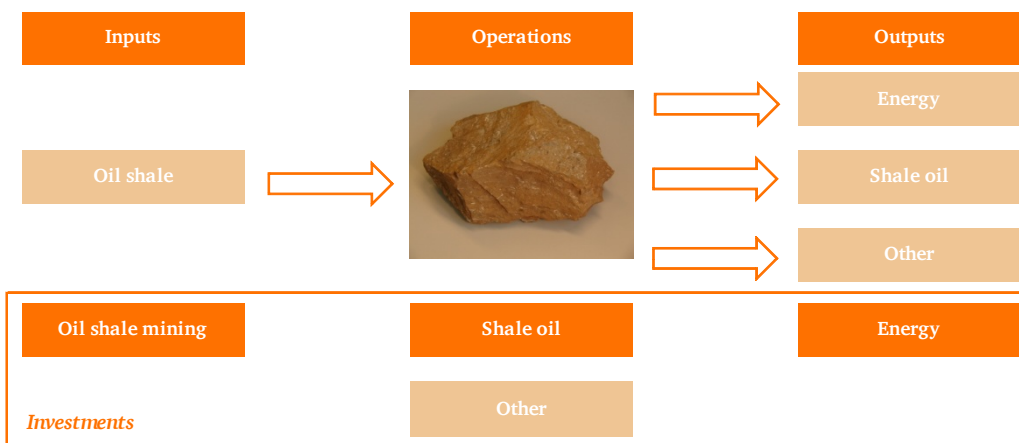 Inputs
Operations
Outputs
Energy
Oil shale
Shale oil
Other
Oil shale mining
Shale oil
Energy
Other
Investments